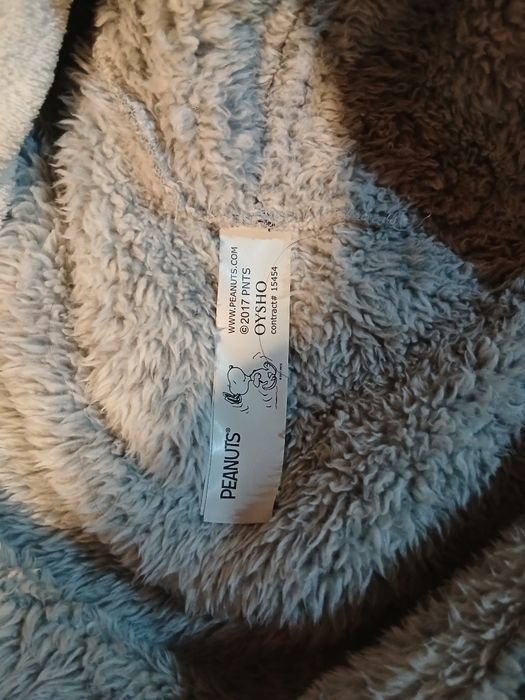 PEANUTS®
WWW.PEANUTS.COM
©2017 PNTS
OYSHO
contract# 15454